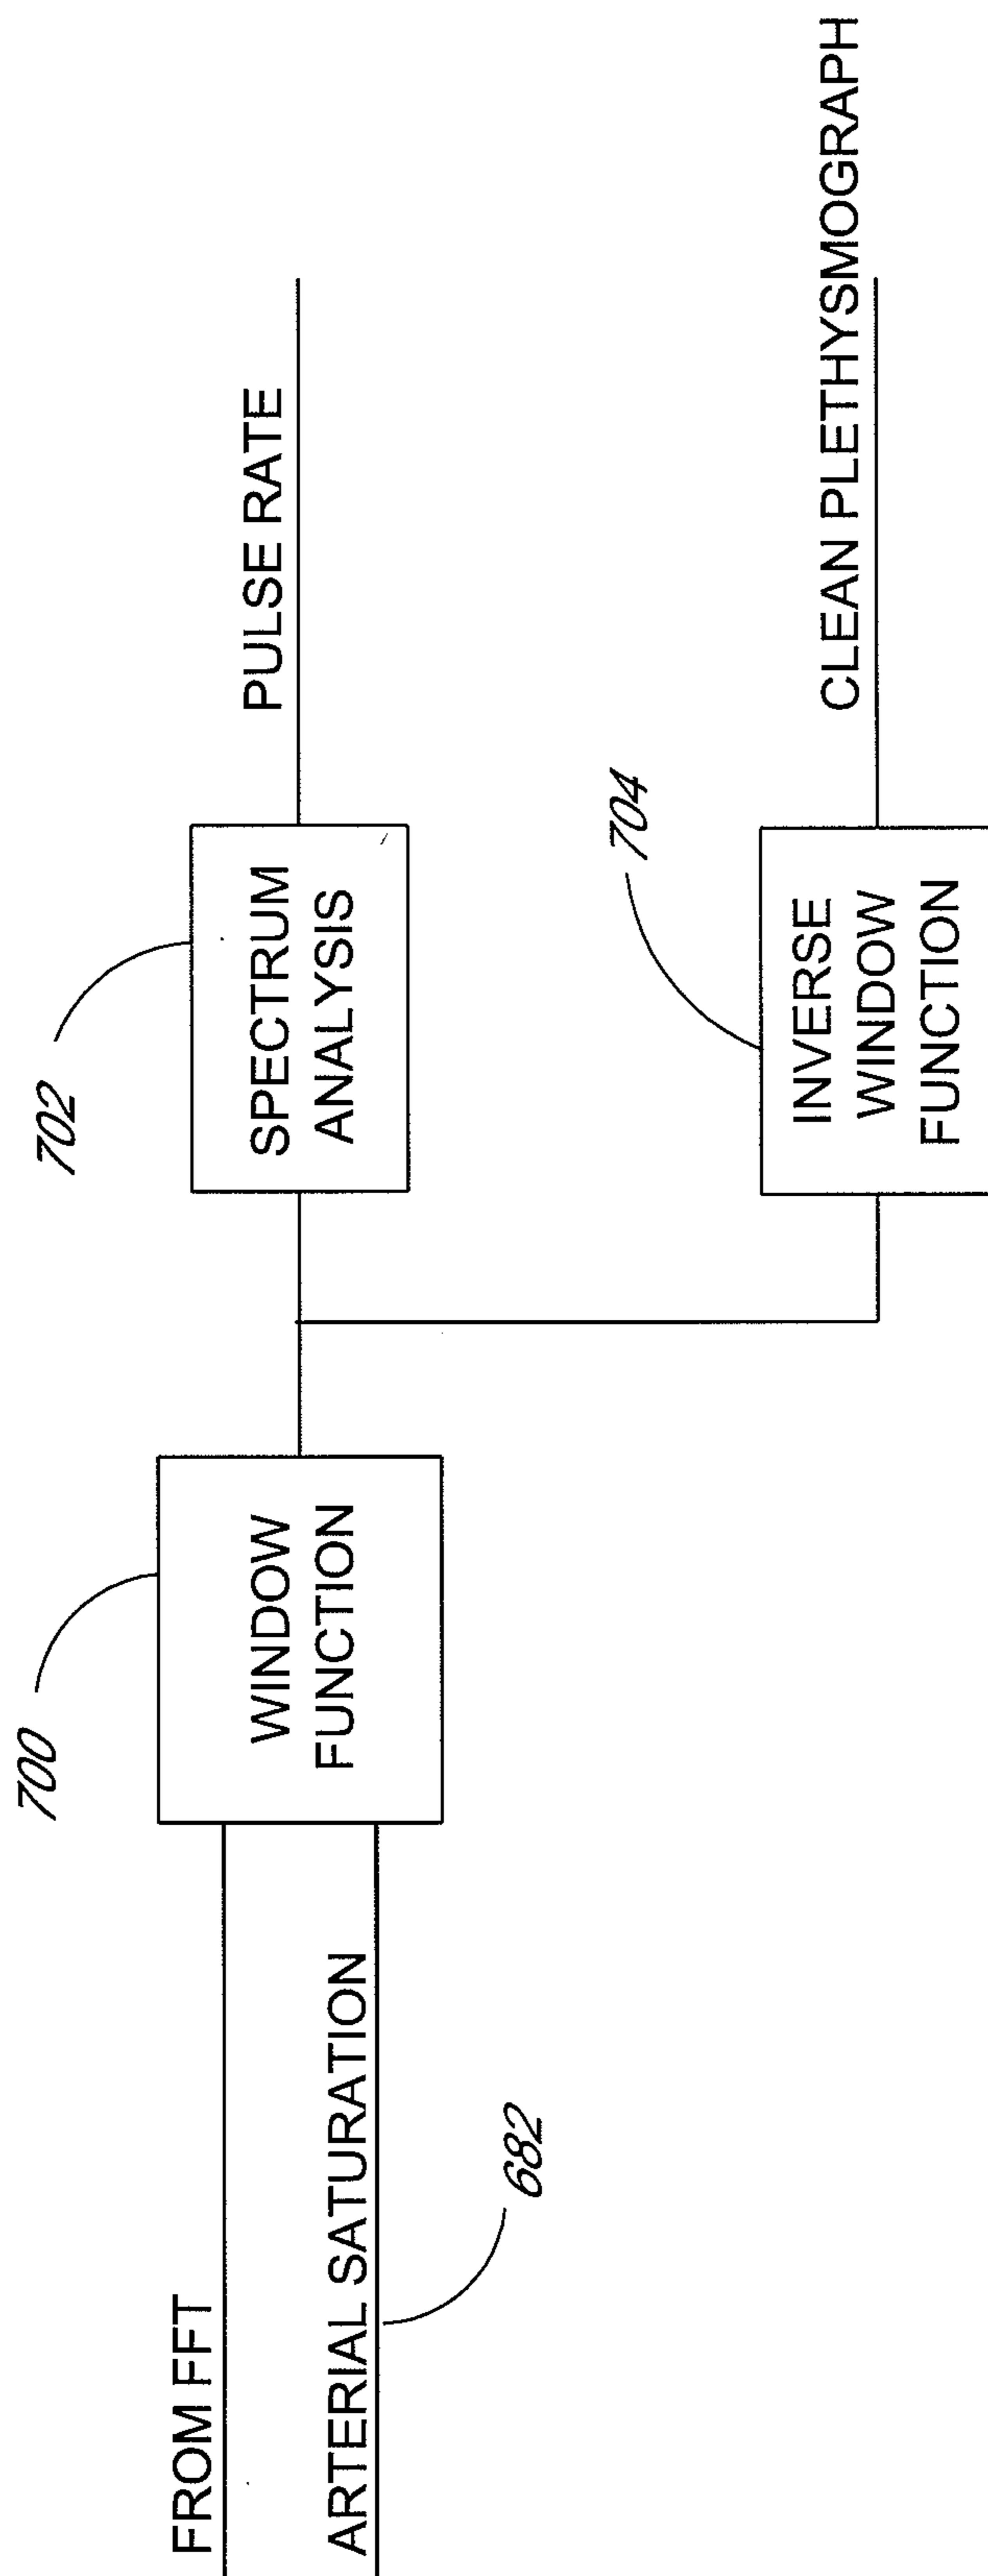 FROM FFT
ARTERIAL SATURATION
682
700
WINDOW
FUNCTION
702
SPECTRUM
ANALYSIS
PULSE RATE
704
INVERSE
WINDOW
FUNCTION
CLEAN PLETHYSMOGRAPH